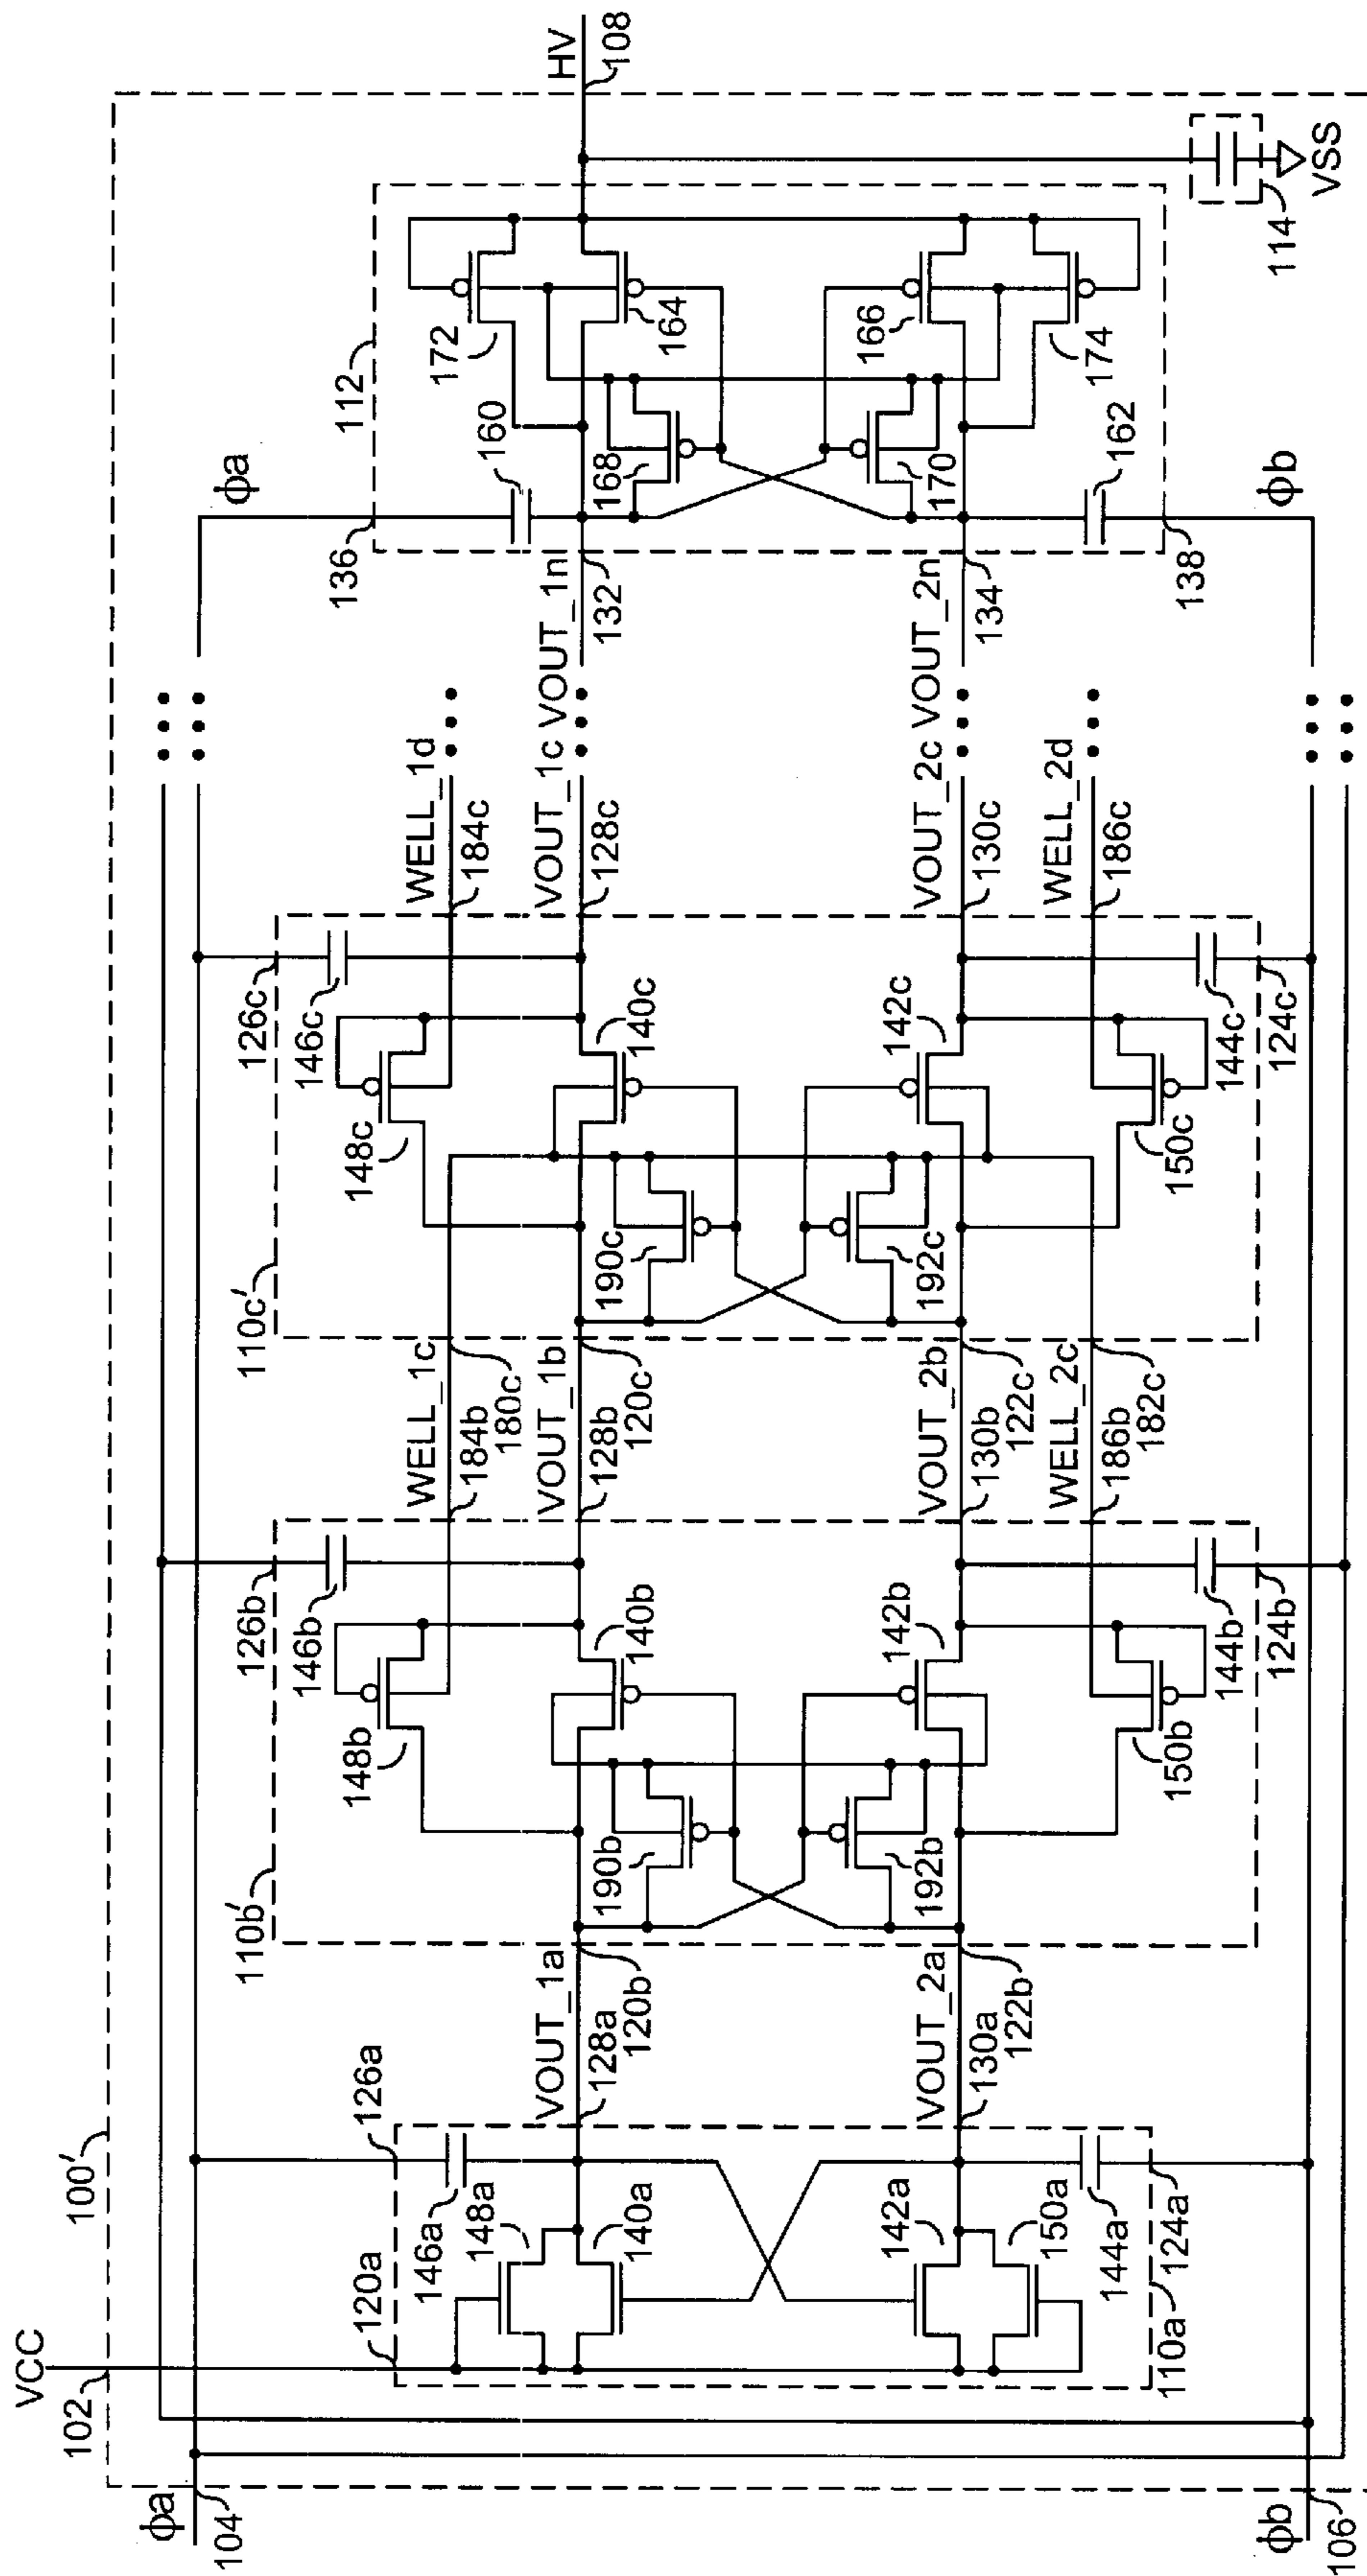 VCC
102
100'
ϕa
104
120a
126a
146a
148a
140a
VOUT_1a
128a
120b
VOUT_2a
130a
122b
142a
150a
144a
124a
110a
ϕb
106
110b'
126b
146b
148b
140b
190b
192b
142b
150b
144b
124b
WELL_1c
184b
180c
VOUT_1b
128b
120c
VOUT_2b
130b
122c
WELL_2c
186b
182c
110c'
126c
146c
148c
140c
190c
192c
142c
150c
144c
124c
WELL_1d
184c
VOUT_1c
128c
VOUT_2c
130c
WELL_2d
186c
VOUT_1n
132
VOUT_2n
134
ϕa
136
112
160
172
164
168
170
166
174
162
138
ϕb
HV
108
114
VSS